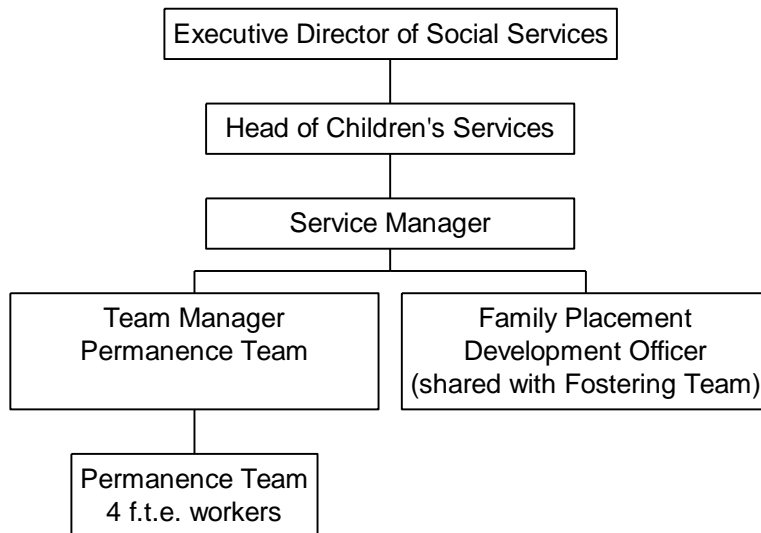 Executive Director of Social Services
Head of Children's Services
Service Manager
Team Manager
Permanence Team
Family Placement
Development Officer
(shared with Fostering Team)
Permanence Team
4 f.t.e. workers